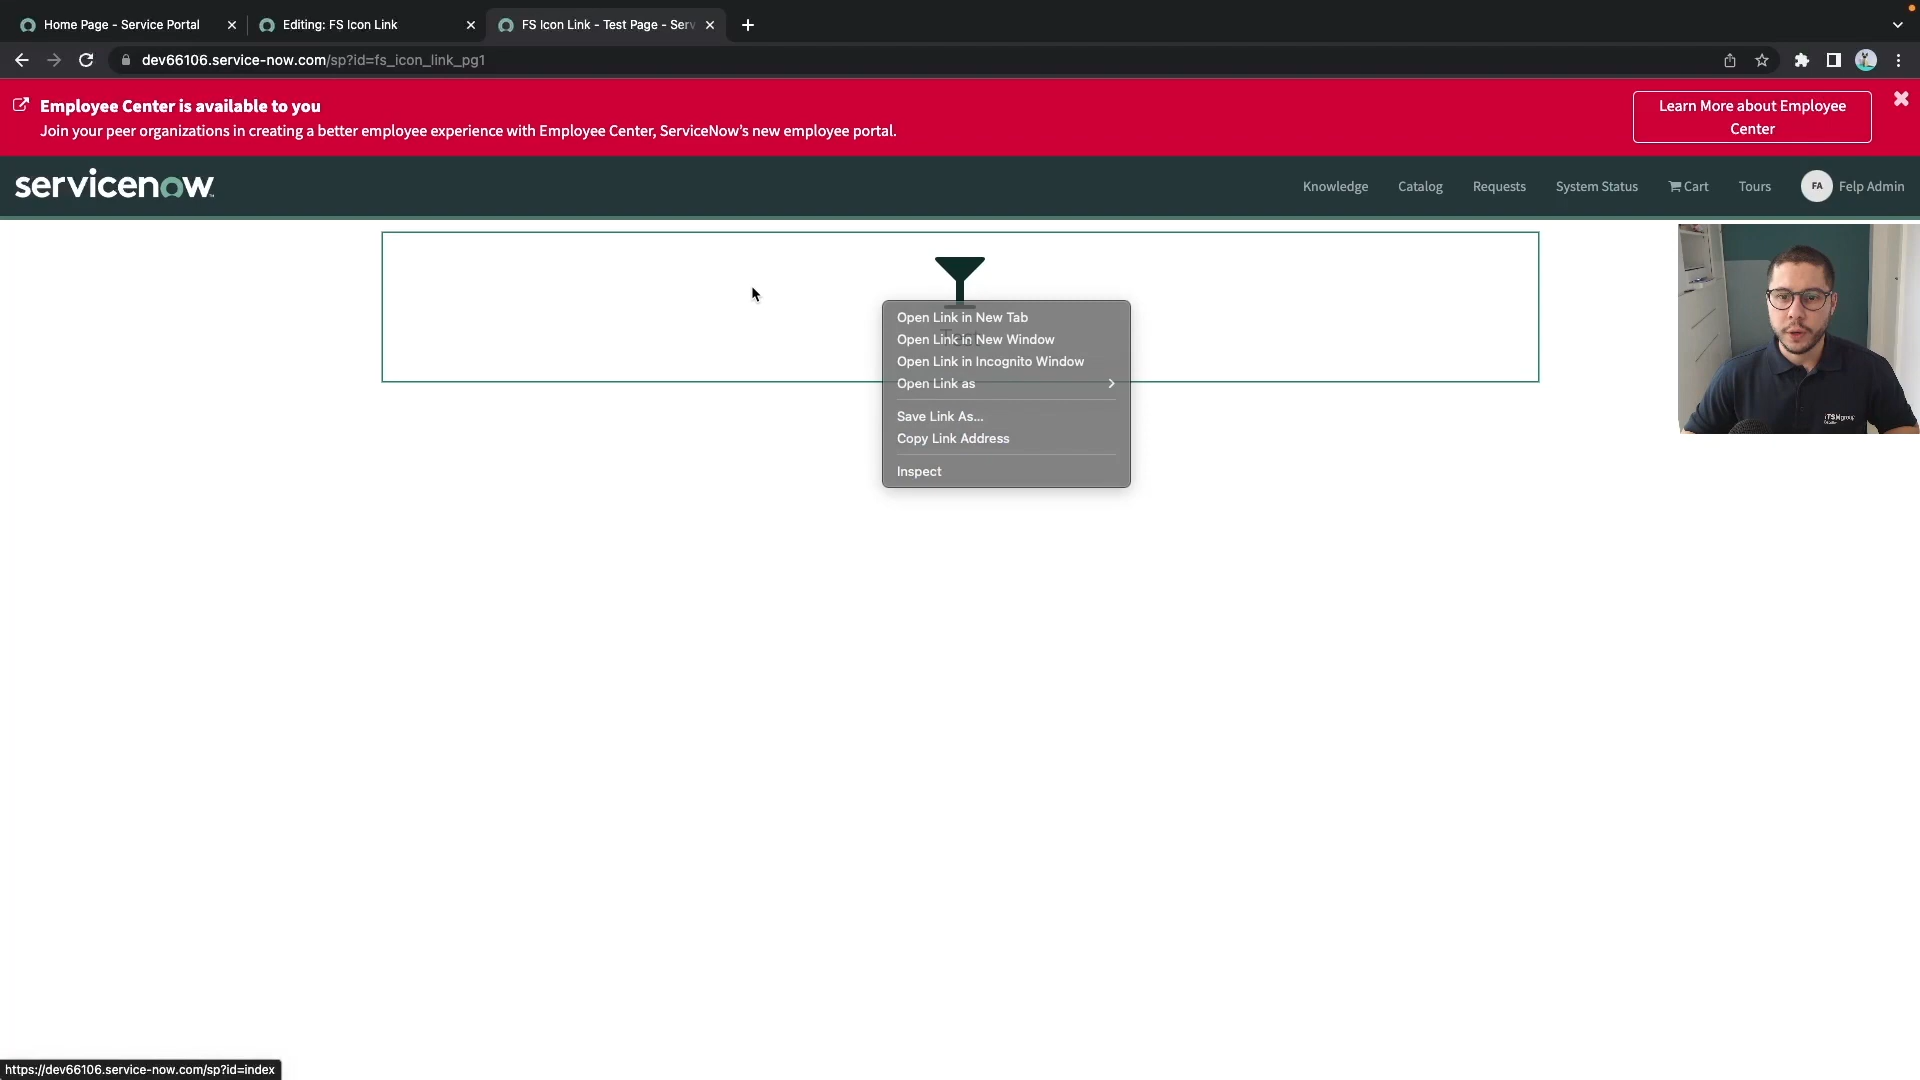 Home Page - Service Portal
Editing: FS Icon Link
FS Icon Link - Test Page - Serv
dev66106.service-now.com/sp?id=fs_icon_link_pg1
Employee Center is available to you
Join your peer organizations in creating a better employee experience with Employee Center, ServiceNow's new employee portal.
Learn More about Employee
Center
servicenow
Knowledge
Catalog
Requests
System Status
Cart
Tours
FA
Felp Admin
Open Link in New Tab
Test
Open Link in New Window
Open Link in Incognito Window
Open Link as
Save Link As...
Copy Link Address
Inspect
iTSMgroup
https://dev66106.service-now.com/sp?id=index